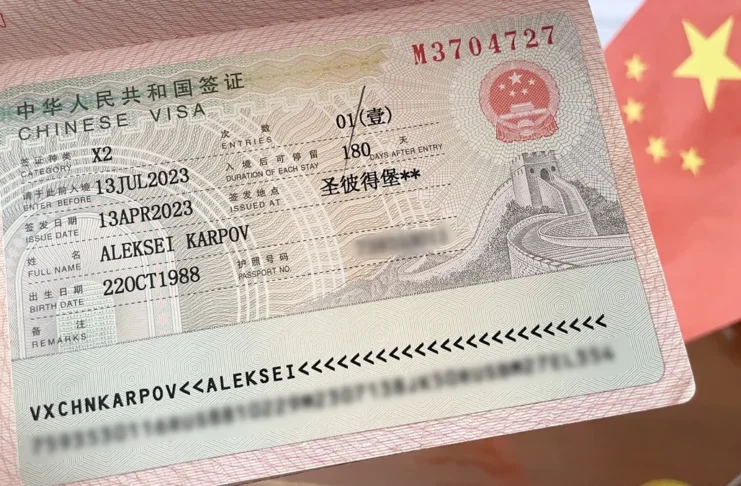 M3704727
中华人民共和国签证
CHINESE VISA
签证种类 X2 次 数 01(壹)
CATEGORY ENTRIES
请于此前入境 13JUL2023 入境后可停留 180 天
ENTER BEFORE DURATION OF EACH STAY DAYS AFTER ENTRY
签发日期 13APR2023 签发地点 圣彼得堡**
ISSUE DATE ISSUED AT
姓 名 ALEKSEI KARPOV
FULL NAME
出生日期 22OCT1988 护照号码
BIRTH DATE PASSPORT NO.
备 注
REMARKS
VXCHNKARPOV<<ALEKSEI<<<<<<<<<<<<<<<<<<<<<<<<